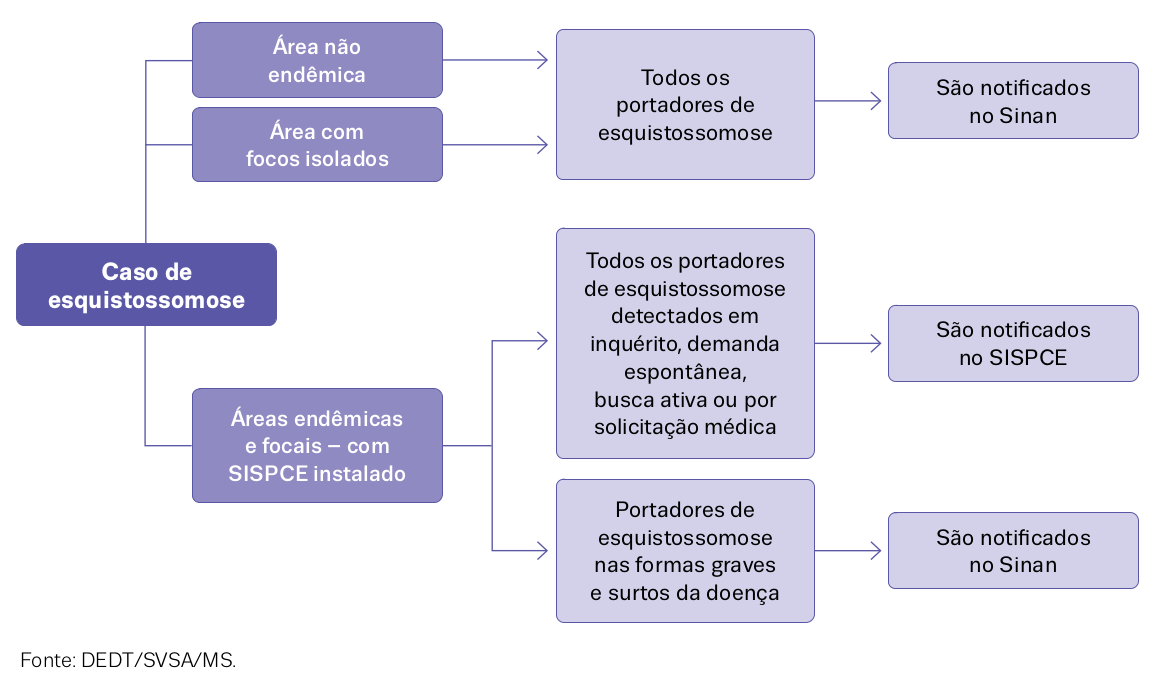 Área não
endêmica
Todos os
portadores de
esquistossomose
São notificados
no Sinan
Área com
focos isolados
Caso de
esquistossomose
Todos os portadores
de esquistossomose
detectados em
inquérito, demanda
espontânea,
busca ativa ou por
solicitação médica
São notificados
no SISPCE
Áreas endêmicas
e focais – com
SISPCE instalado
Portadores de
esquistossomose
nas formas graves
e surtos da doença
São notificados
no Sinan
Fonte: DEDT/SVSA/MS.